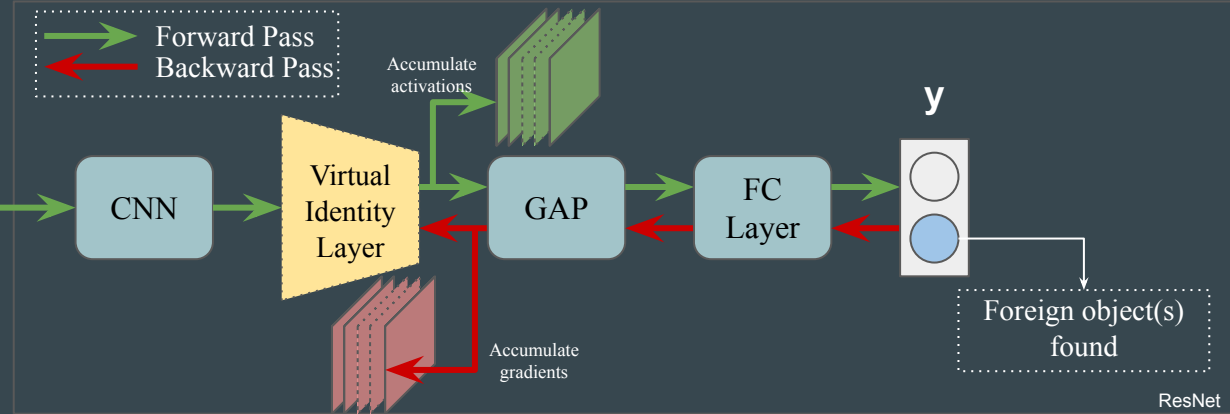 Forward Pass
Backward Pass
Accumulate
activations
y
CNN
Virtual
Identity
Layer
GAP
FC
Layer
Accumulate
gradients
Foreign object(s)
found
ResNet